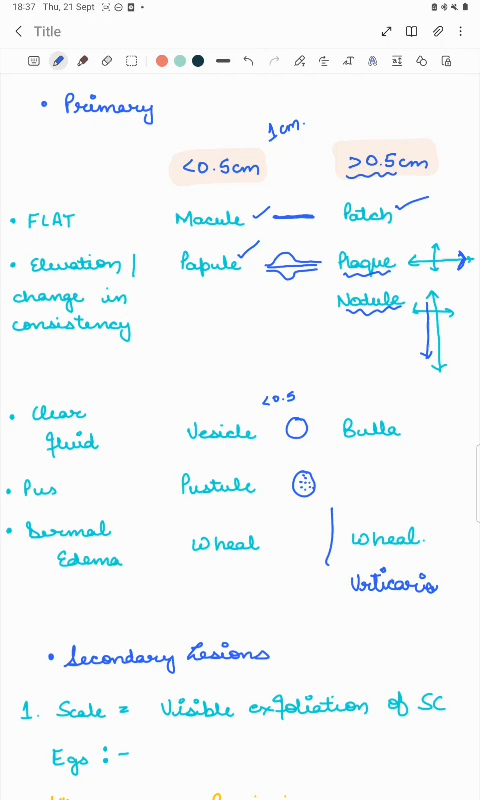 18:37 Thu, 21 Sept
Title
• Primary
1cm.
<0.5cm >0.5cm
• FLAT Macule Patch
• Elevation / Papule Plaque
change in Nodule
consistency
<0.5
• Clear
fluid Vesicle Bulla
• Pus Pustule
• Dermal
Edema Wheal Wheal.
Urticaria
• Secondary Lesions
1. Scale = Visible exfoliation of SC
Egs :-